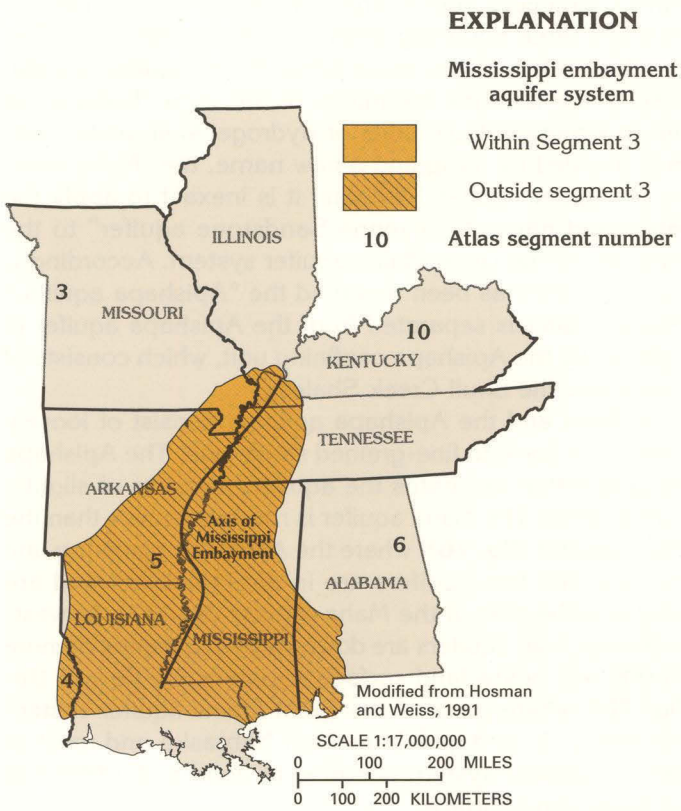 EXPLANATION
Mississippi embayment
aquifer system
Within Segment 3
Outside segment 3
10 Atlas segment number
ILLINOIS
3
MISSOURI
10
KENTUCKY
TENNESSEE
ARKANSAS
Axis of
Mississippi
Embayment
5
6
ALABAMA
LOUISIANA
MISSISSIPPI
4
Modified from Hosman
and Weiss, 1991
SCALE 1:17,000,000
0 100 200 MILES
0 100 200 KILOMETERS